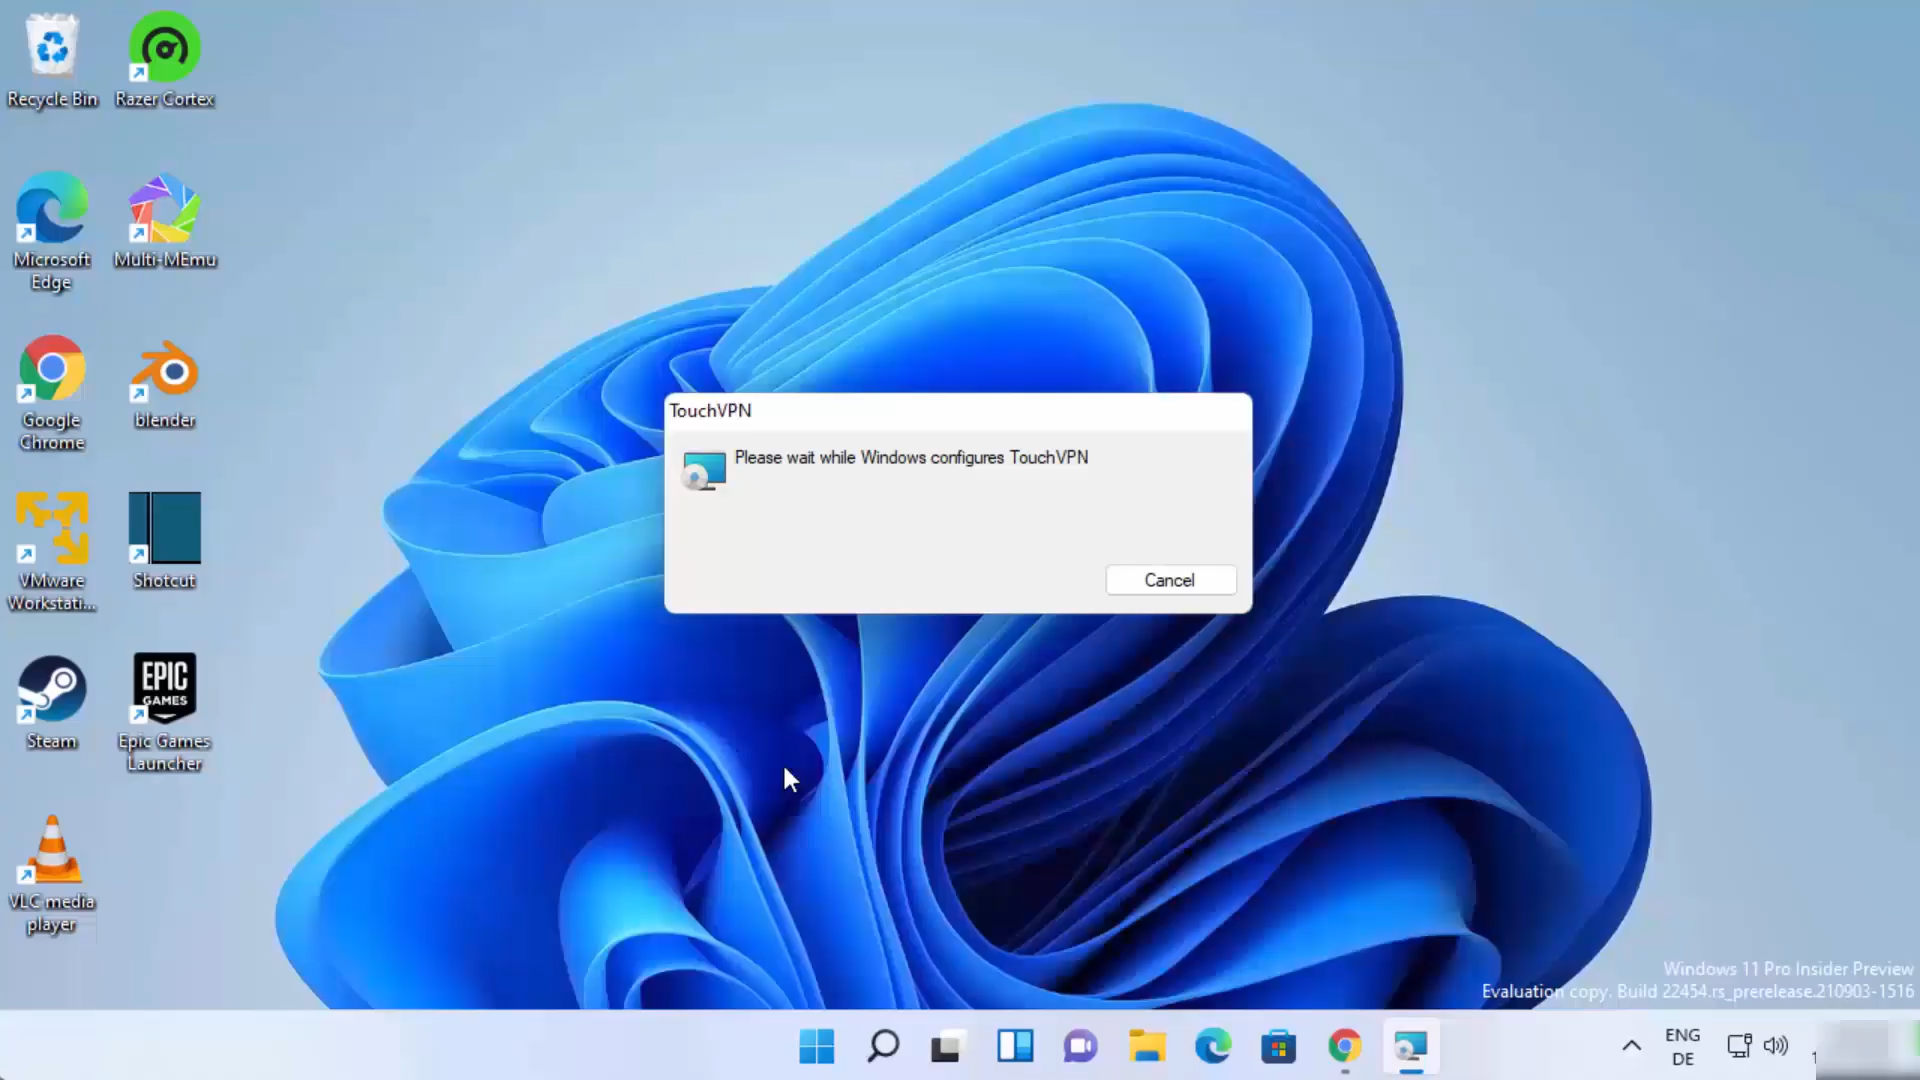 Recycle Bin
Razer Cortex
Microsoft
Edge
Multi-MEmu
Google
Chrome
blender
VMware
Workstati...
Shotcut
Steam
EPIC
GAMES
Epic Games
Launcher
VLC media
player
TouchVPN
Please wait while Windows configures TouchVPN
Cancel
Windows 11 Pro Insider Preview
Evaluation copy. Build 22454.rs_prerelease.210903-1516
ENG
DE